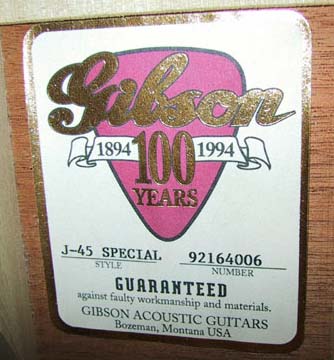 Gibson
1894 100 1994
YEARS
J-45 SPECIAL 92164006
STYLE NUMBER
GUARANTEED
against faulty workmanship and materials.
GIBSON ACOUSTIC GUITARS
Bozeman, Montana USA